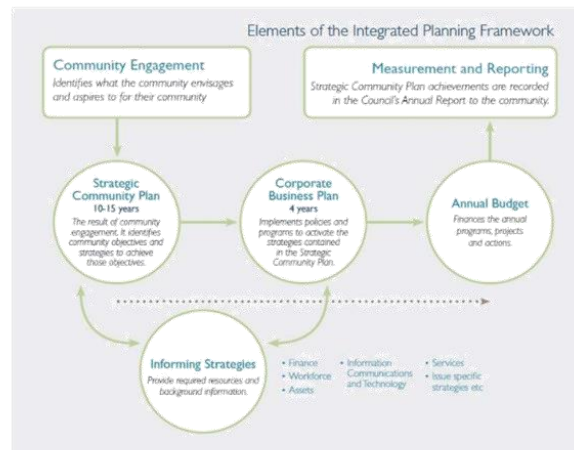 Elements of the Integrated Planning Framework
Community Engagement
Identifies what the community envisages
and aspires to for their community
Measurement and Reporting
Strategic Community Plan achievements are recorded
in the Council's Annual Report to the community.
Strategic
Community Plan
10-15 years
The result of community
engagement. It identifies
community objectives and
strategies to achieve
those objectives.
Corporate
Business Plan
4 years
Implements policies and
programs to activate the
strategies contained
in the Strategic
Community Plan.
Annual Budget
Finances the annual
programs, projects
and actions.
Informing Strategies
Provide required resources and
background information.
• Finance
• Workforce
• Assets
• Information
Communications
and Technology
• Services
• Issue specific
strategies etc